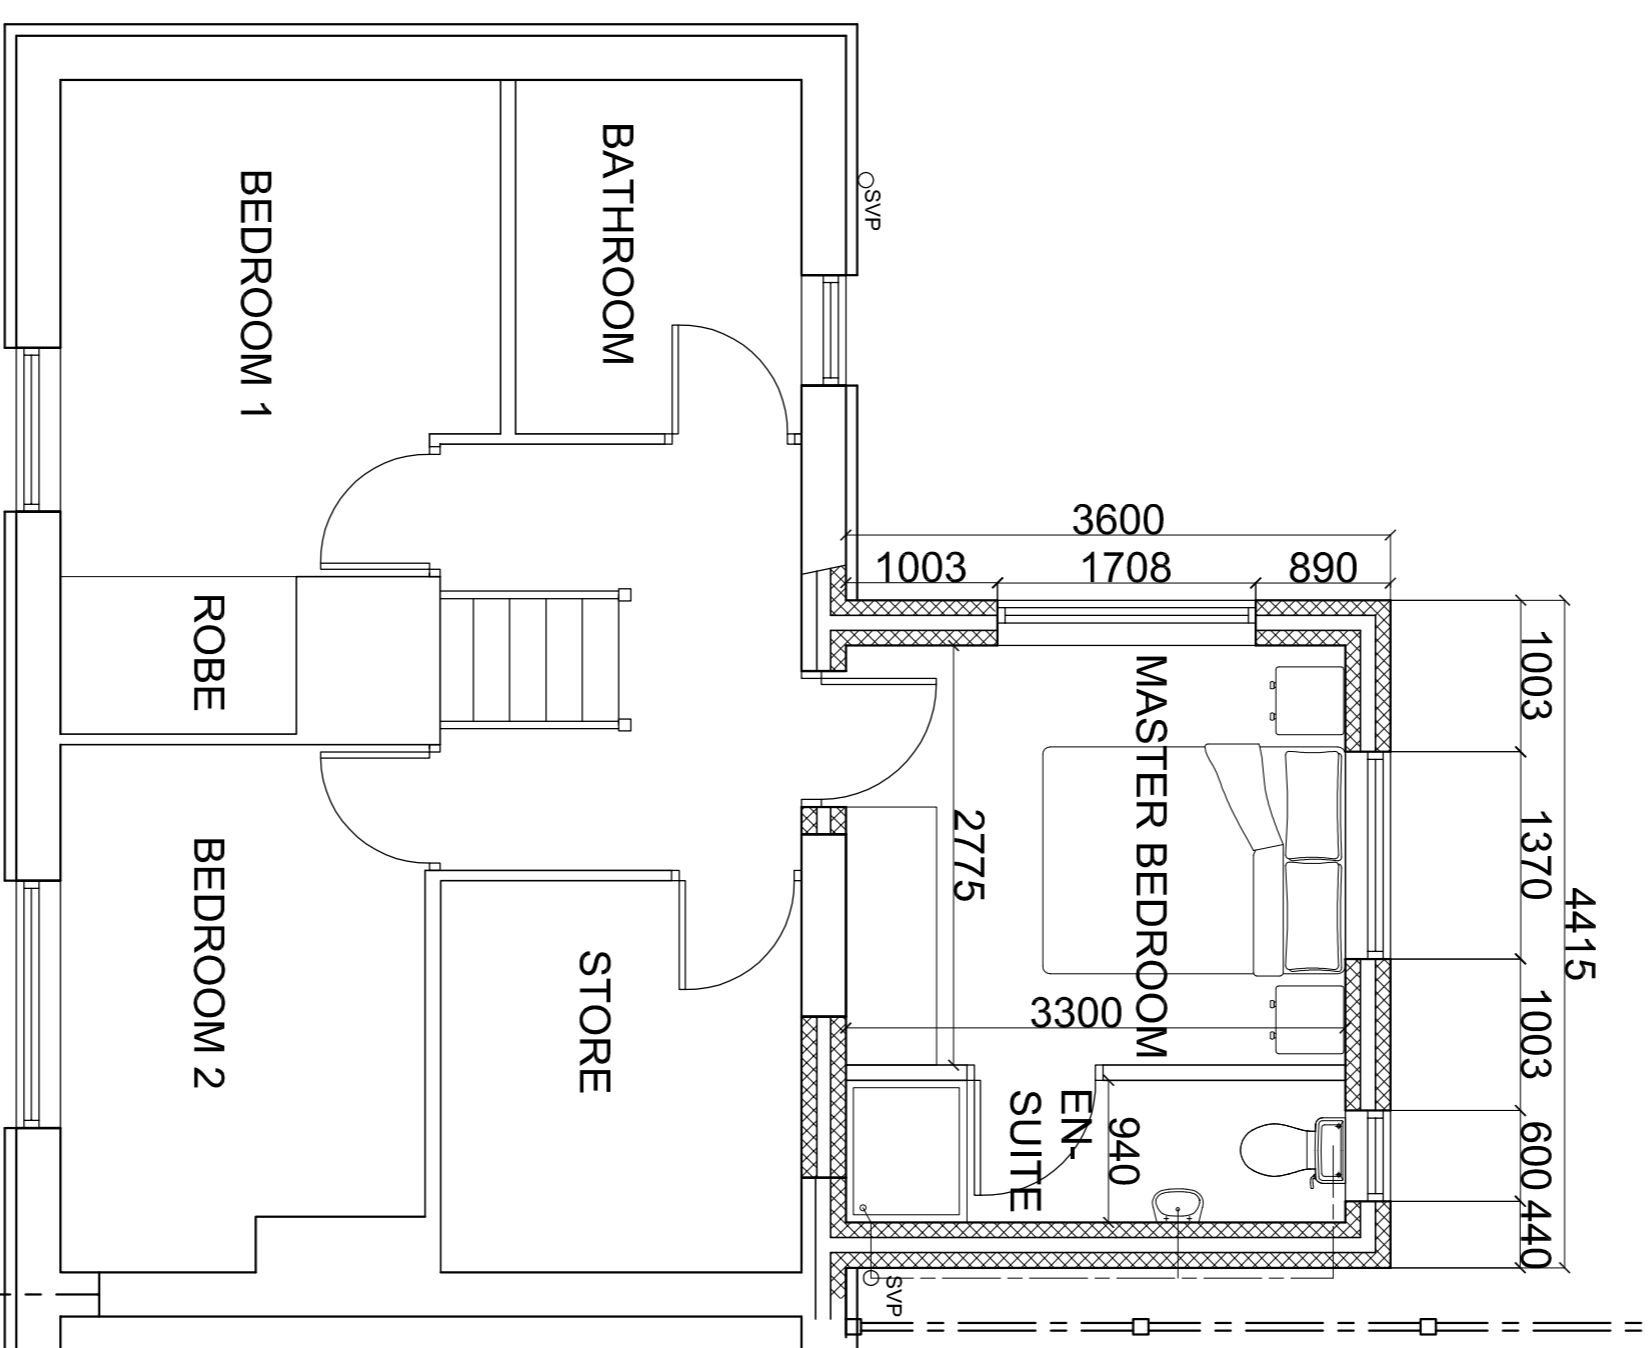 BEDROOM 1
BATHROOM
SVP
3600
1003
1708
890
ROBE
MASTER BEDROOM
2775
3300
1003
1370
1003
600
440
4415
BEDROOM 2
STORE
EN-
SUITE
940
SVP